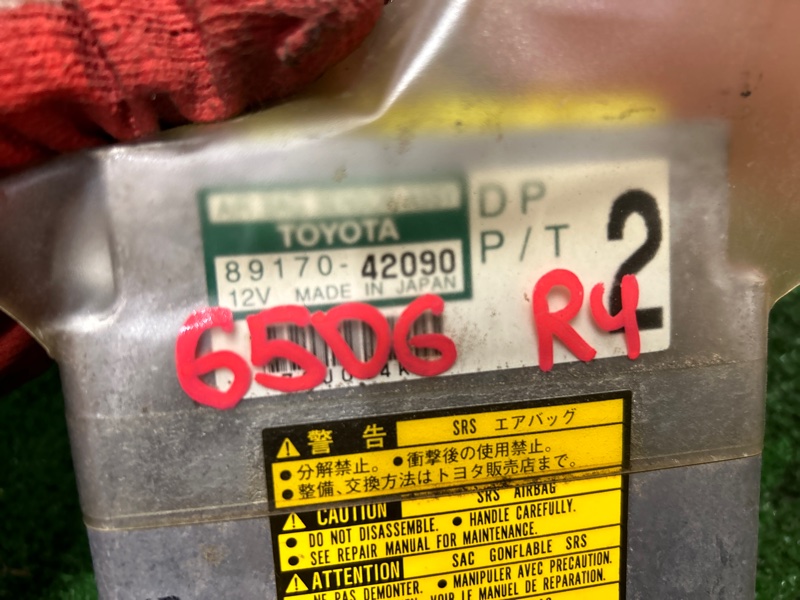 DP
TOYOTA
P/T
2
89170-42090
12V MADE IN JAPAN
6506 R4
警告 SRS エアバッグ
● 分解禁止。 ● 衝撃後の使用禁止。
● 整備、交換方法はトヨタ販売店まで。
CAUTION SRS AIRBAG
● DO NOT DISASSEMBLE. ● HANDLE CAREFULLY.
● SEE REPAIR MANUAL FOR MAINTENANCE.
ATTENTION SAC GONFLABLE SRS
NE PAS DEMONTER. ● MANIPULER AVEC PRECAUTION.
VOIR LE MANUEL DE REPARATION.